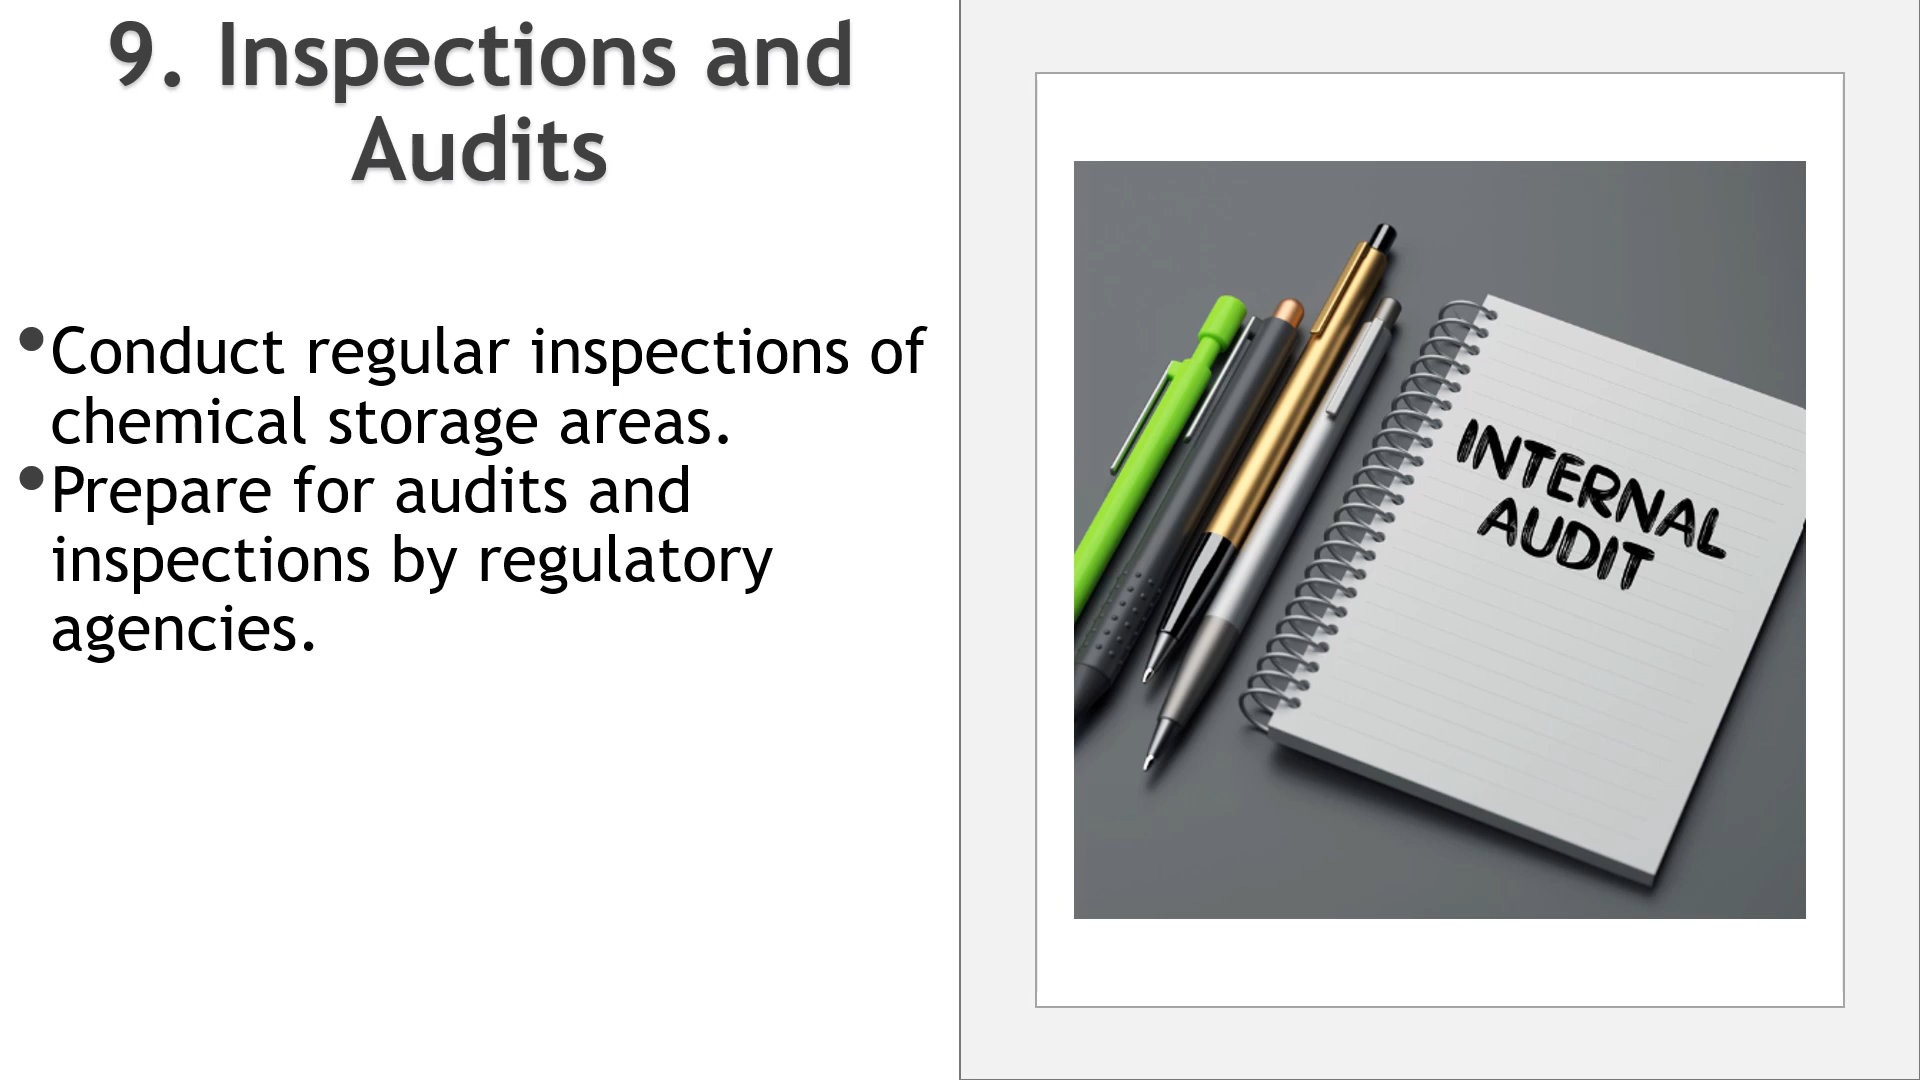 9. Inspections and
Audits
•Conduct regular inspections of
chemical storage areas.
•Prepare for audits and
inspections by regulatory
agencies.
INTERNAL
AUDIT